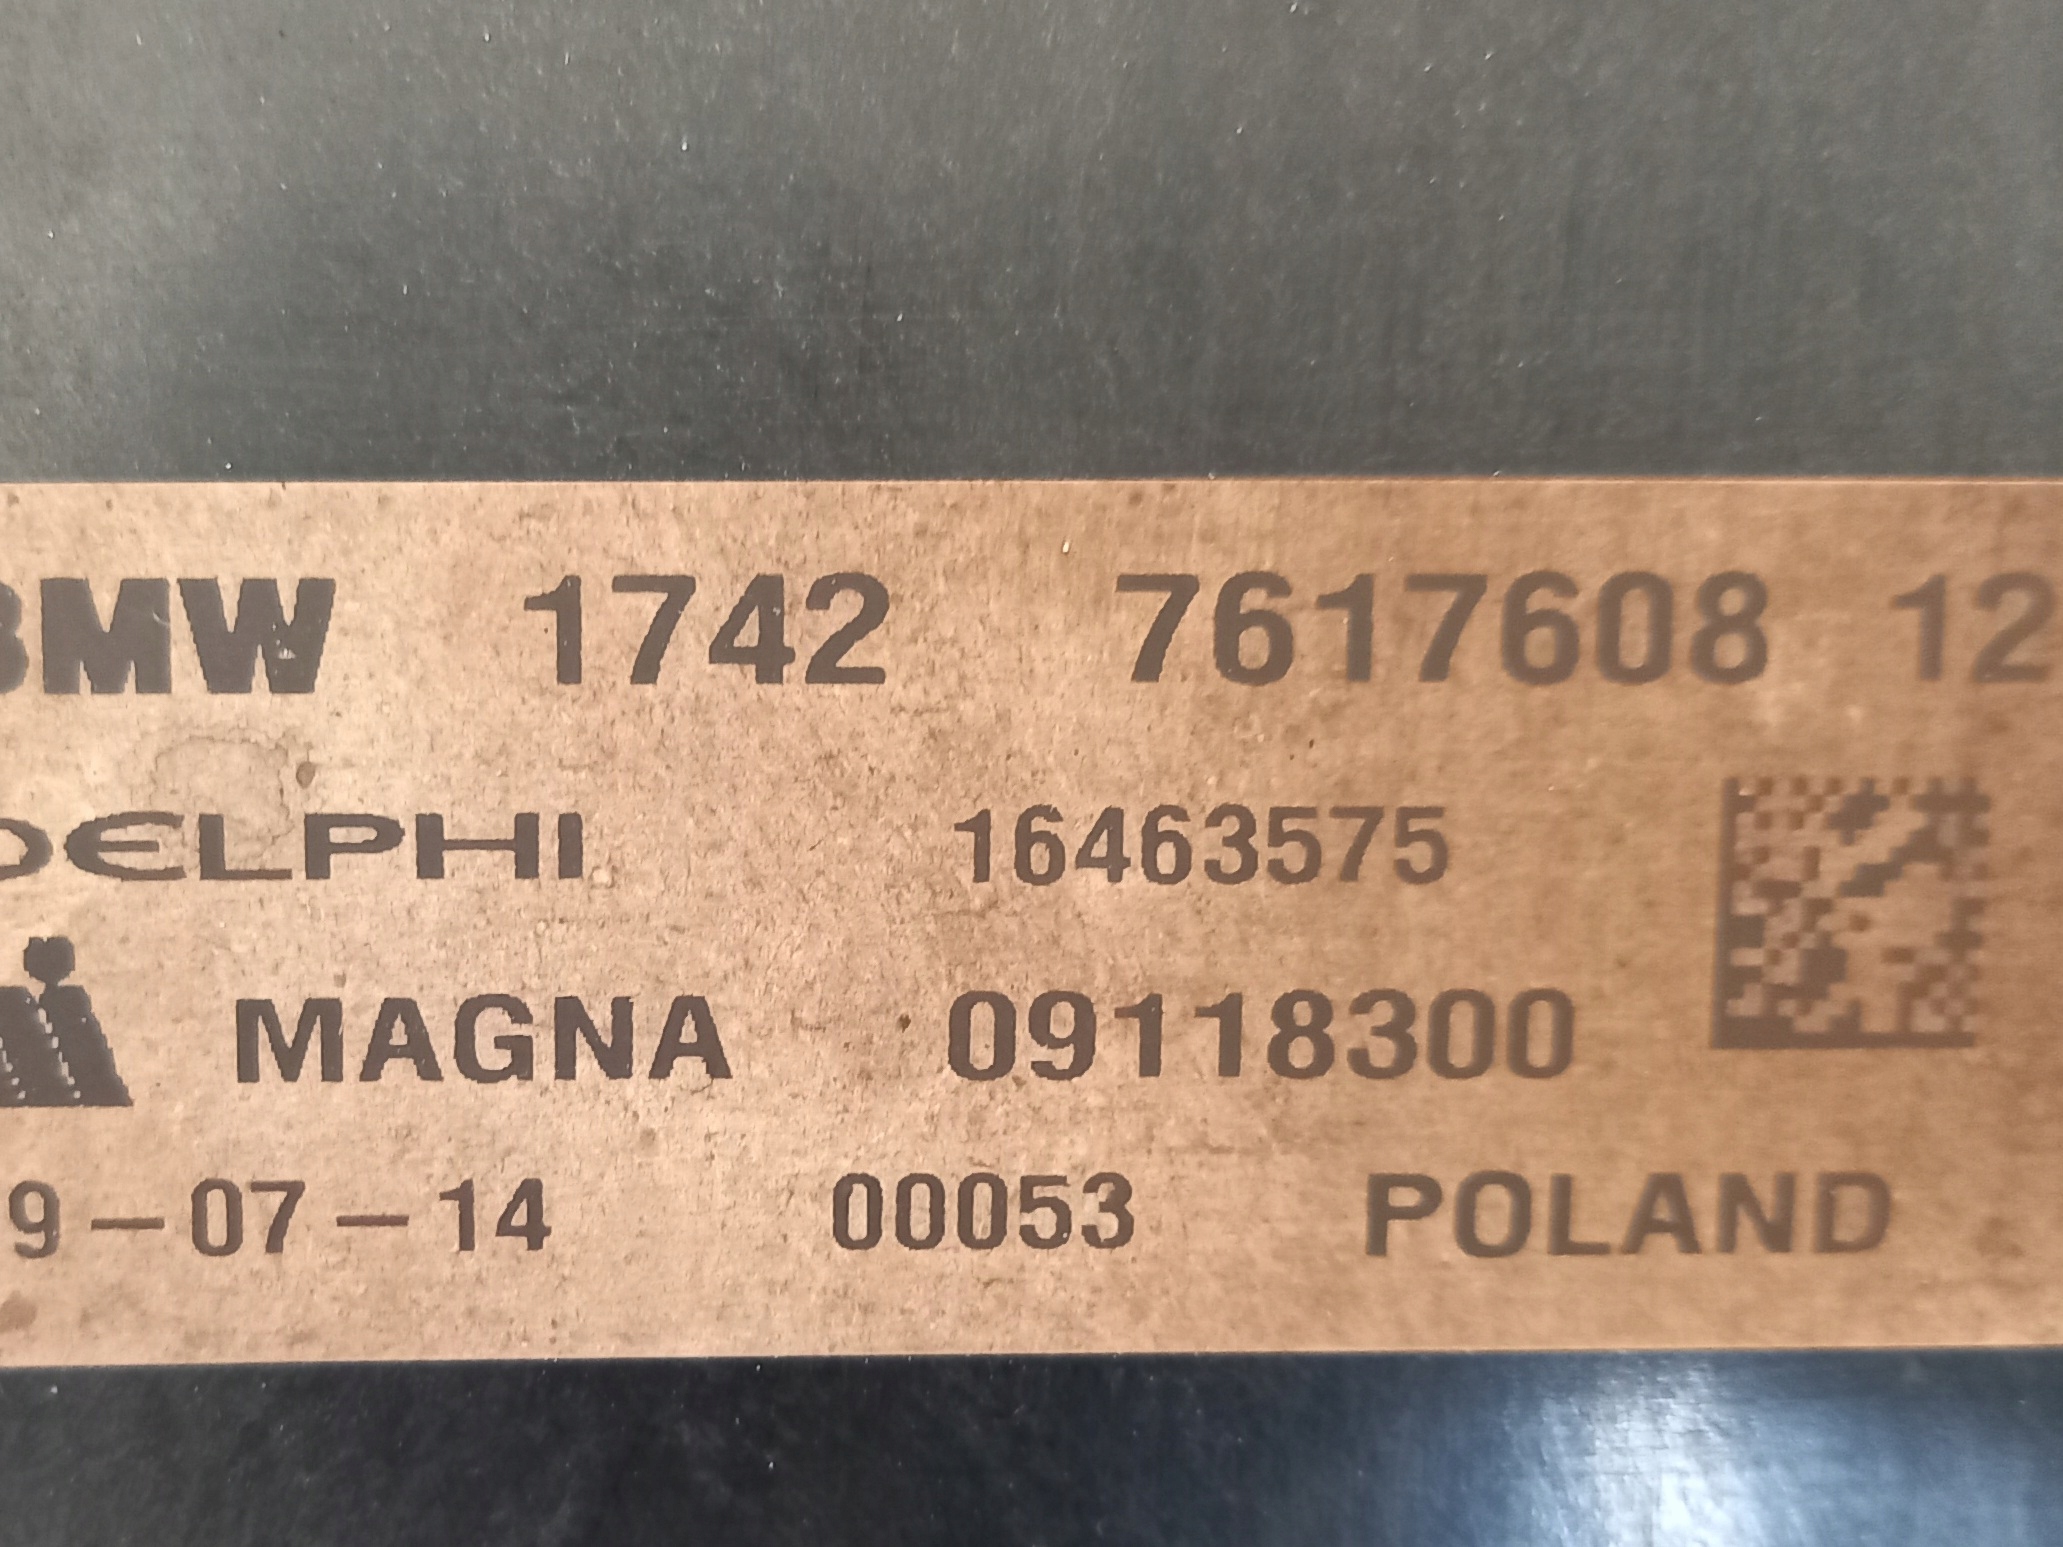 BMW 1742 7617608 12
DELPHI 16463575
MAGNA 09118300
9-07-14 00053 POLAND